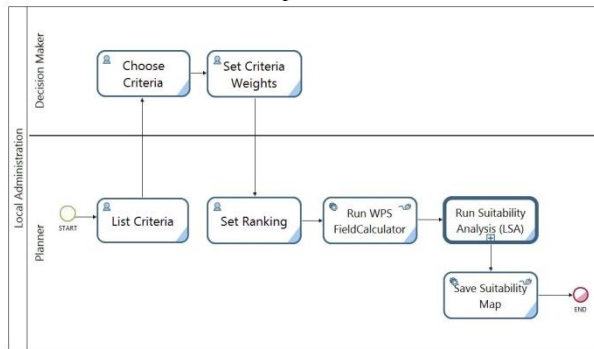 Local Administration
Decision Maker
Choose
Criteria
Set Criteria
Weights
Planner
START
List Criteria
Set Ranking
Run WPS
FieldCalculator
Run Suitability
Analysis (LSA)
Save Suitability
Map
END